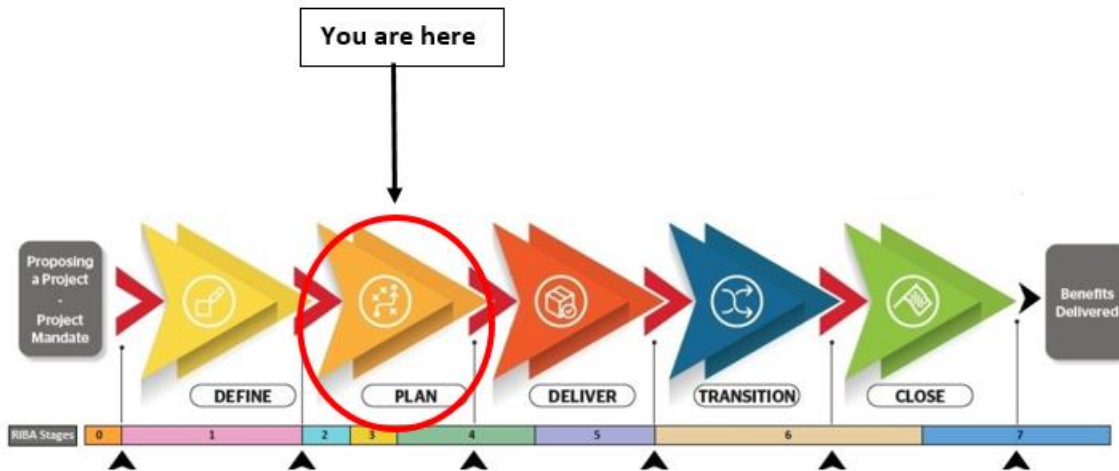 You are here
Proposing
a Project
-
Project
Mandate
Benefits
Delivered
DEFINE
PLAN
DELIVER
TRANSITION
CLOSE
RIBA Stages
0
1
2
3
4
5
6
7